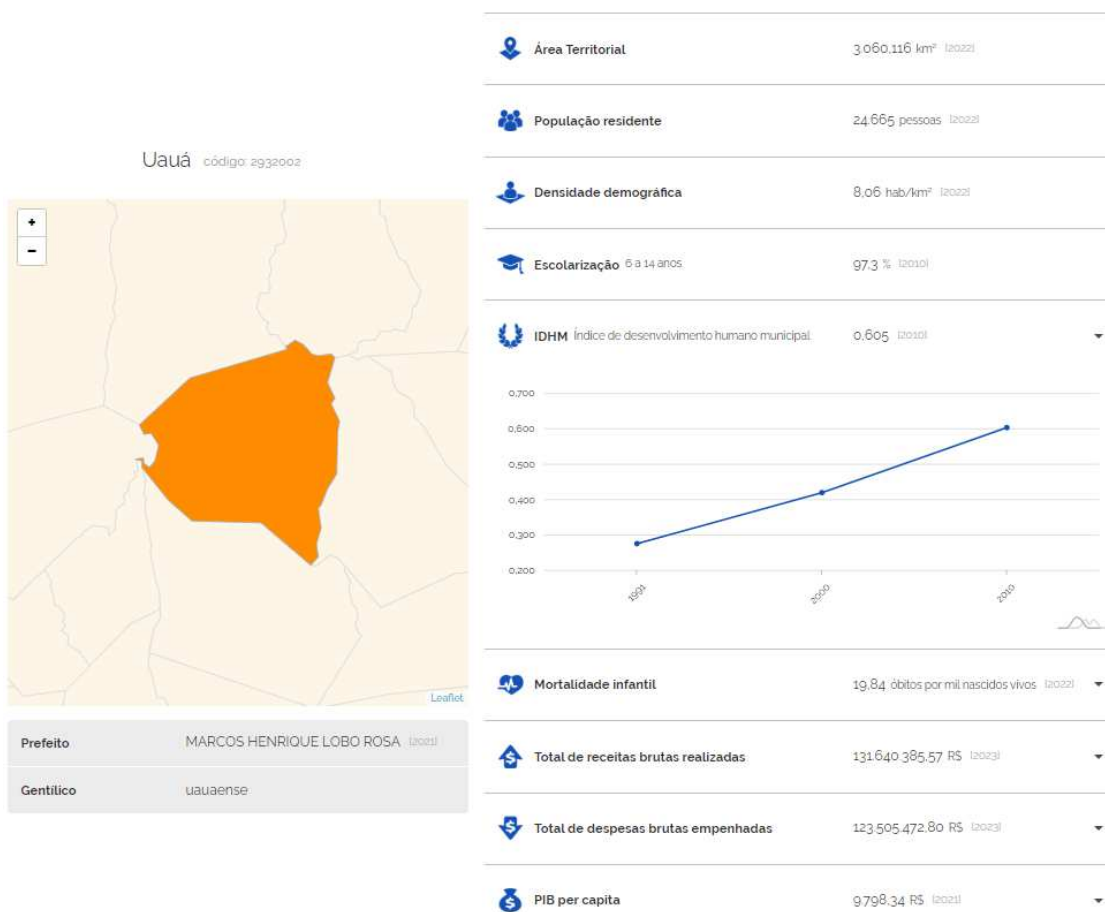 Uauá código: 2932002
+
−
Leaflet
Prefeito MARCOS HENRIQUE LOBO ROSA [2021]
Gentílico uauaense
Área Territorial 3.060,116 km² [2022]
População residente 24.665 pessoas [2022]
Densidade demográfica 8,06 hab/km² [2022]
Escolarização 6 a 14 anos 97,3 % [2010]
IDHM Índice de desenvolvimento humano municipal 0,605 [2010]
0,700
0,600
0,500
0,400
0,300
0,200
1991
2000
2010
Mortalidade infantil 19,84 óbitos por mil nascidos vivos [2022]
Total de receitas brutas realizadas 131.640.385,57 R$ [2023]
Total de despesas brutas empenhadas 123.505.472,80 R$ [2023]
PIB per capita 9.798,34 R$ [2021]